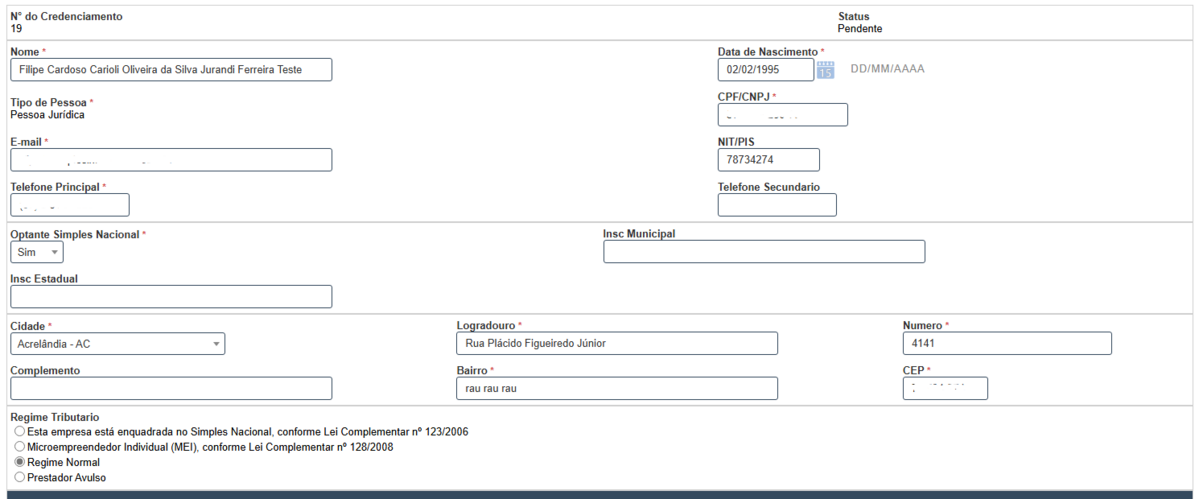 N° do Credenciamento
Status
19
Pendente
Nome *
Data de Nascimento *
Filipe Cardoso Carioli Oliveira da Silva Jurandi Ferreira Teste
02/02/1995
15
DD/MM/AAAA
Tipo de Pessoa *
CPF/CNPJ *
Pessoa Jurídica
E-mail *
NIT/PIS
78734274
Telefone Principal *
Telefone Secundario
Optante Simples Nacional *
Insc Municipal
Sim
Insc Estadual
Cidade *
Logradouro *
Numero *
Acrelândia - AC
Rua Plácido Figueiredo Júnior
4141
Complemento
Bairro *
CEP *
rau rau rau
Regime Tributario
Esta empresa está enquadrada no Simples Nacional, conforme Lei Complementar nº 123/2006
Microempreendedor Individual (MEI), conforme Lei Complementar nº 128/2008
Regime Normal
Prestador Avulso